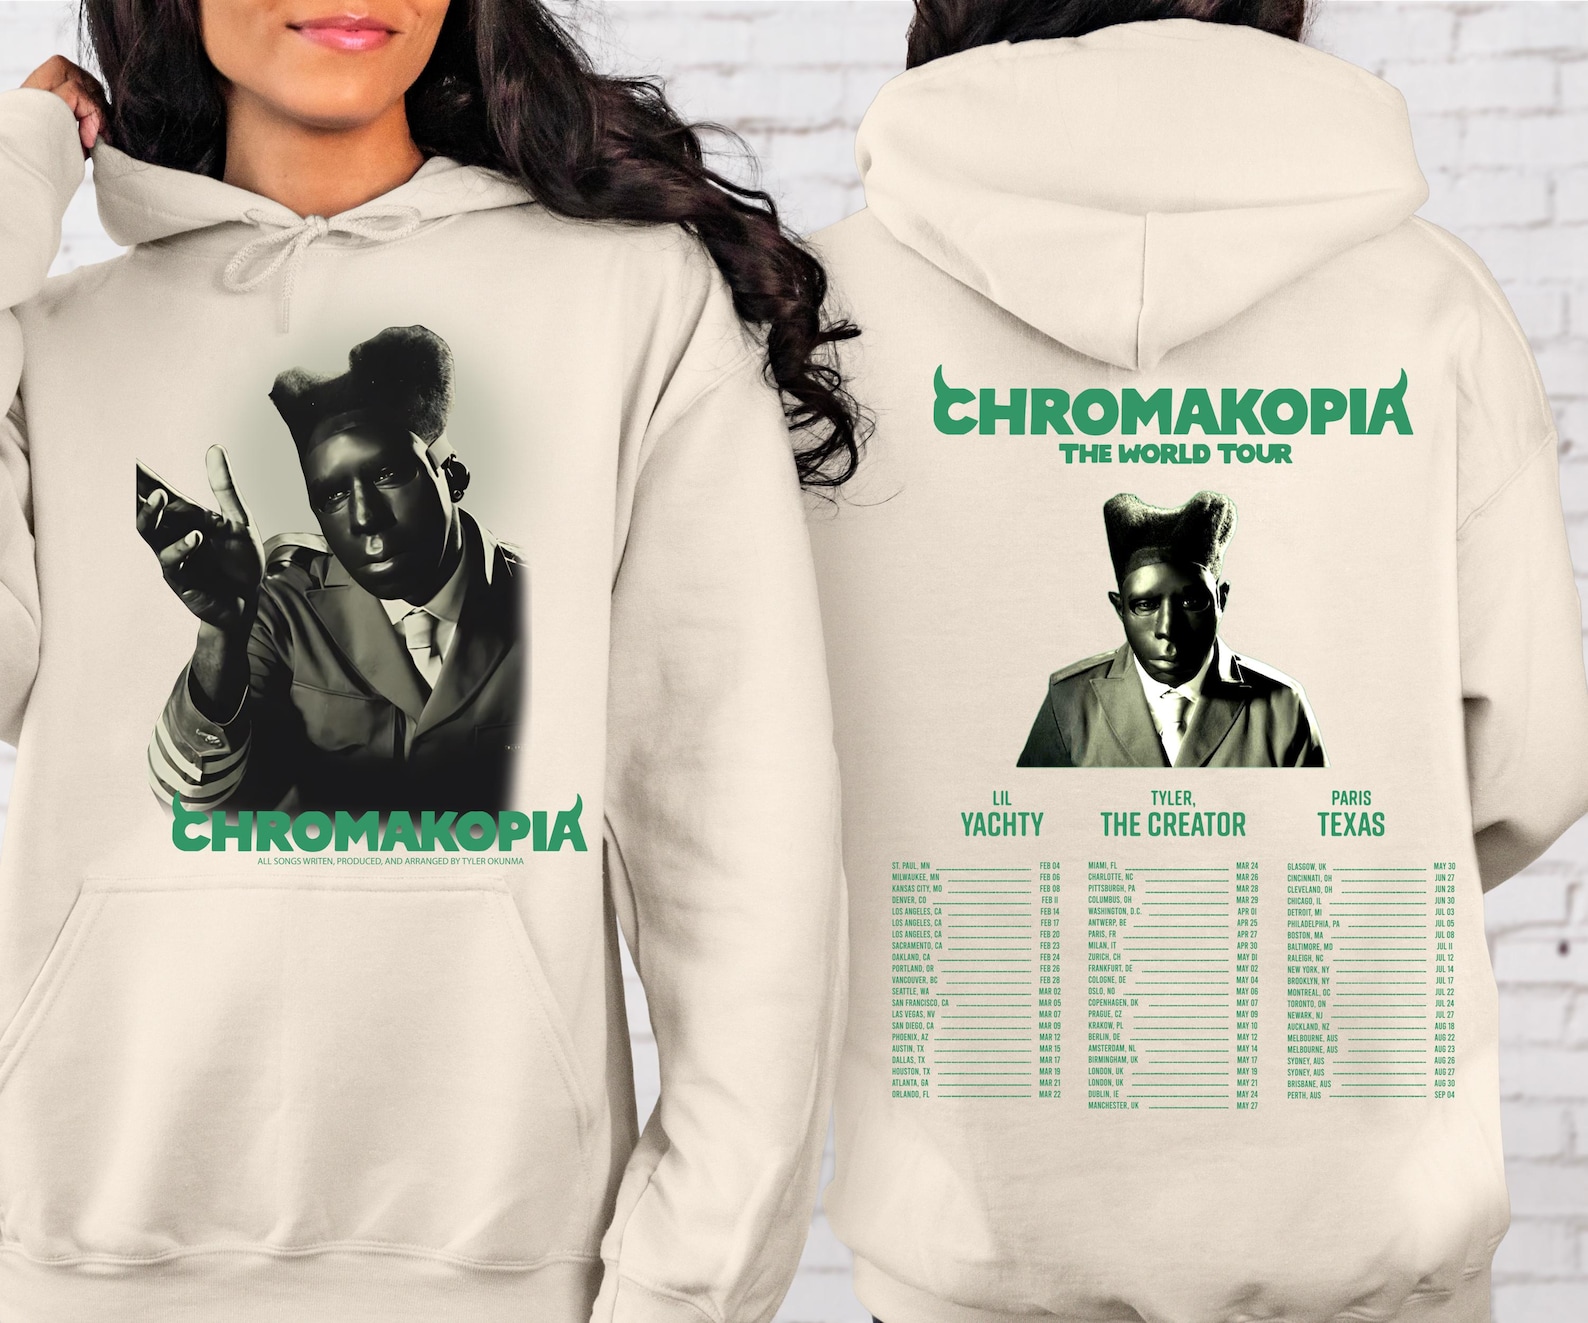 CHROMAKOPIA
ALL SONGS WRITEN, PRODUCED, AND ARRANGED BY TYLER OKUNMA
CHROMAKOPIA
THE WORLD TOUR
LIL
YACHTY
TYLER,
THE CREATOR
PARIS
TEXAS
ST. PAUL, MN FEB 04
MILWAUKEE, MN FEB 06
KANSAS CITY, MO FEB 08
DENVER, CO FEB 11
LOS ANGELES, CA FEB 14
LOS ANGELES, CA FEB 17
LOS ANGELES, CA FEB 20
SACRAMENTO, CA FEB 23
OAKLAND, CA FEB 24
PORTLAND, OR FEB 26
VANCOUVER, BC FEB 28
SEATTLE, WA MAR 02
SAN FRANCISCO, CA MAR 05
LAS VEGAS, NV MAR 07
SAN DIEGO, CA MAR 09
PHOENIX, AZ MAR 12
AUSTIN, TX MAR 15
DALLAS, TX MAR 17
HOUSTON, TX MAR 19
ATLANTA, GA MAR 21
ORLANDO, FL MAR 22
MIAMI, FL MAR 24
CHARLOTTE, NC MAR 26
PITTSBURGH, PA MAR 28
COLUMBUS, OH MAR 29
WASHINGTON, D.C. APR 01
ANTWERP, BE APR 25
PARIS, FR APR 27
MILAN, IT APR 30
ZURICH, CH MAY 01
FRANKFURT, DE MAY 02
COLOGNE, DE MAY 04
OSLO, NO MAY 06
COPENHAGEN, DK MAY 07
PRAGUE, CZ MAY 09
KRAKOW, PL MAY 10
BERLIN, DE MAY 12
AMSTERDAM, NL MAY 14
BIRMINGHAM, UK MAY 17
LONDON, UK MAY 19
LONDON, UK MAY 21
DUBLIN, IE MAY 24
MANCHESTER, UK MAY 27
GLASGOW, UK MAY 30
CINCINNATI, OH JUN 27
CLEVELAND, OH JUN 28
CHICAGO, IL JUN 30
DETROIT, MI JUL 03
PHILADELPHIA, PA JUL 05
BOSTON, MA JUL 08
BALTIMORE, MD JUL 11
RALEIGH, NC JUL 12
NEW YORK, NY JUL 14
BROOKLYN, NY JUL 17
MONTREAL, QC JUL 22
TORONTO, ON JUL 24
NEWARK, NJ JUL 27
AUCKLAND, NZ AUG 18
MELBOURNE, AUS AUG 22
MELBOURNE, AUS AUG 23
SYDNEY, AUS AUG 26
SYDNEY, AUS AUG 27
BRISBANE, AUS AUG 30
PERTH, AUS SEP 04